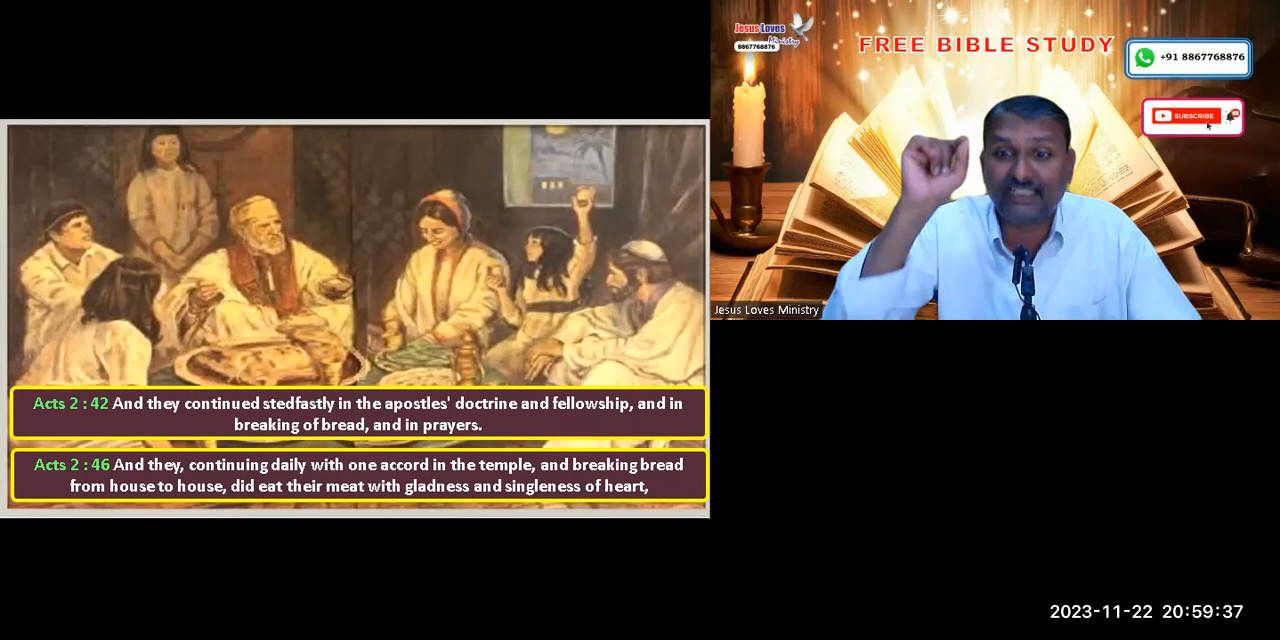 Jesus Loves
Ministry
8867768876
FREE BIBLE STUDY
+91 8867768876
SUBSCRIBE
Jesus Loves Ministry
Acts 2 : 42 And they continued stedfastly in the apostles' doctrine and fellowship, and in
breaking of bread, and in prayers.
Acts 2 : 46 And they, continuing daily with one accord in the temple, and breaking bread
from house to house, did eat their meat with gladness and singleness of heart,
2023-11-22 20:59:37